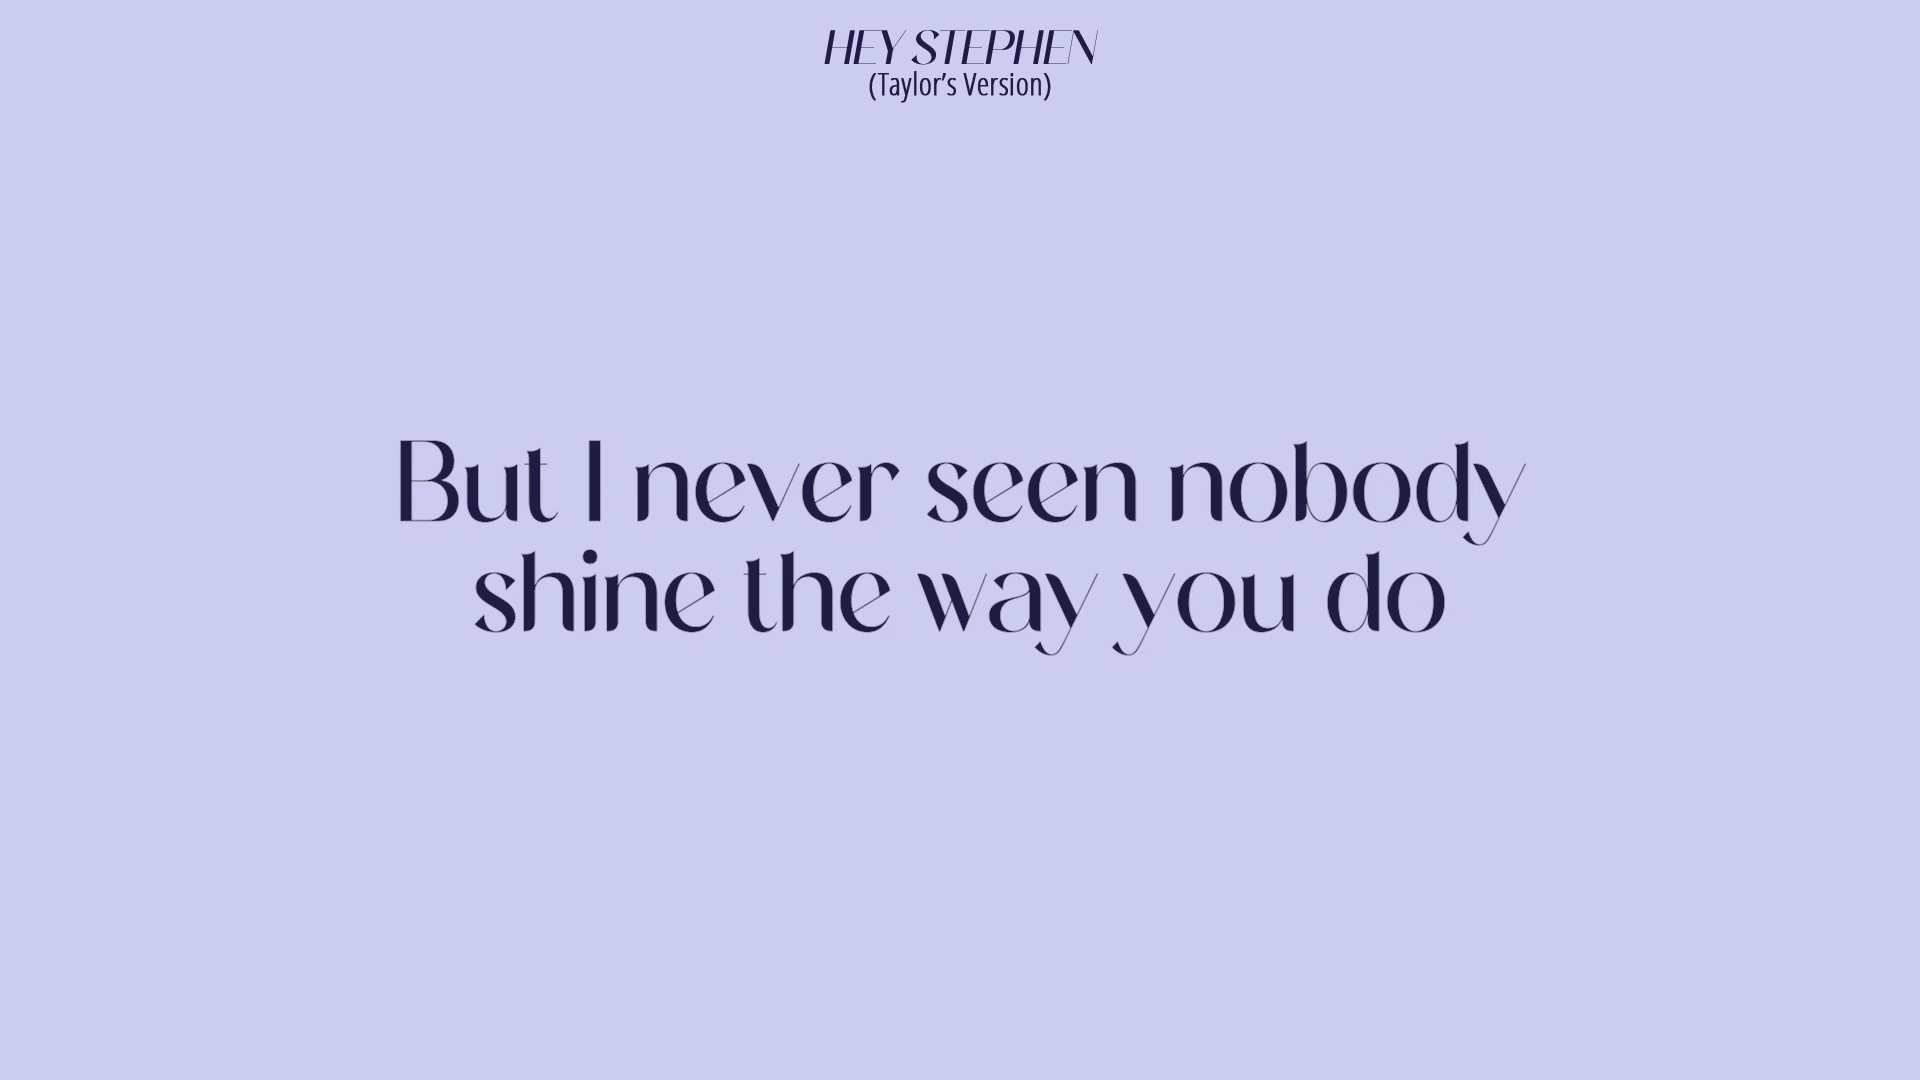 HEY STEPHEN
(Taylor’s Version)
But I never seen nobody
shine the way you do